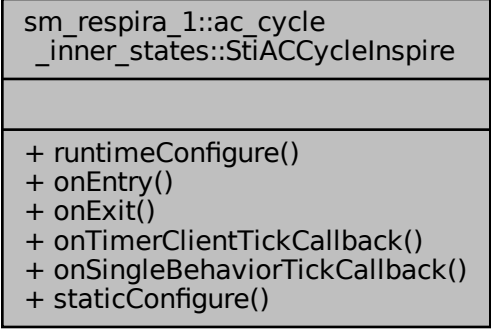 sm_respira_1::ac_cycle
_inner_states::StiACCycleInspire
+ runtimeConfigure()
+ onEntry()
+ onExit()
+ onTimerClientTickCallback()
+ onSingleBehaviorTickCallback()
+ staticConfigure()